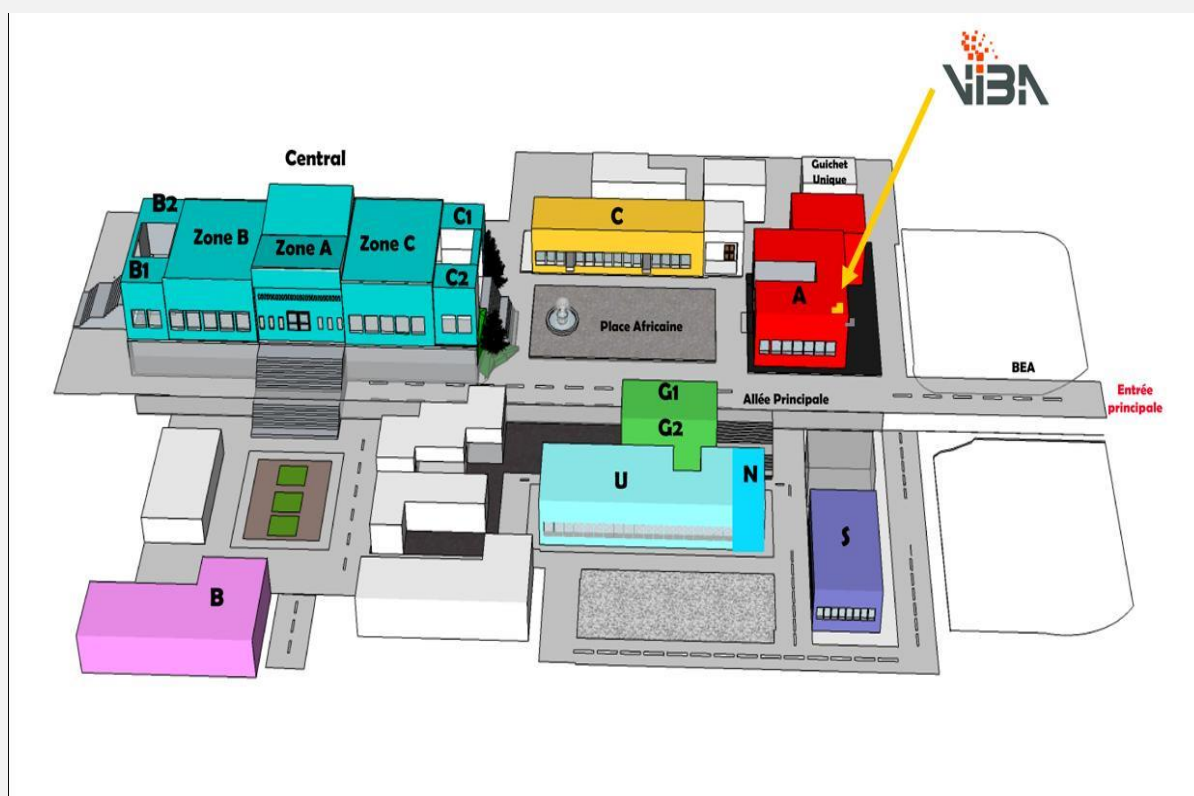 VIBA
Central
Guichet
Unique
B2
Zone B
Zone A
Zone C
C1
B1
C2
C
A
Place Africaine
BEA
Entrée
principale
G1
Allée Principale
G2
U
N
S
B